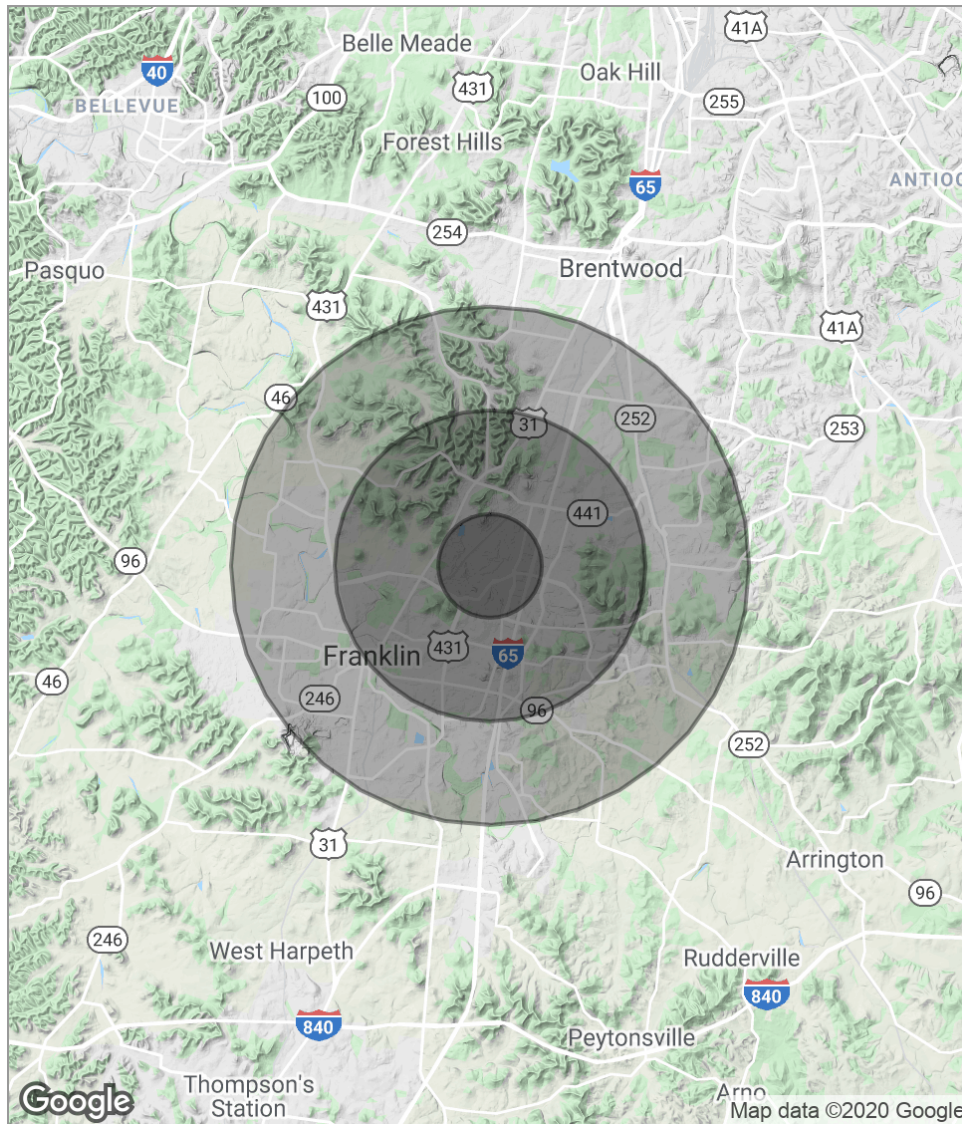 41A
Belle Meade
40
Oak Hill
431
100
255
BELLEVUE
Forest Hills
ANTIOC
65
254
Brentwood
Pasquo
431
41A
46
31
252
253
441
96
Franklin
431
65
46
246
96
252
31
Arrington
96
246
West Harpeth
Rudderville
840
840
Peytonsville
Thompson's
Station
Arno
Google
Map data ©2020 Google